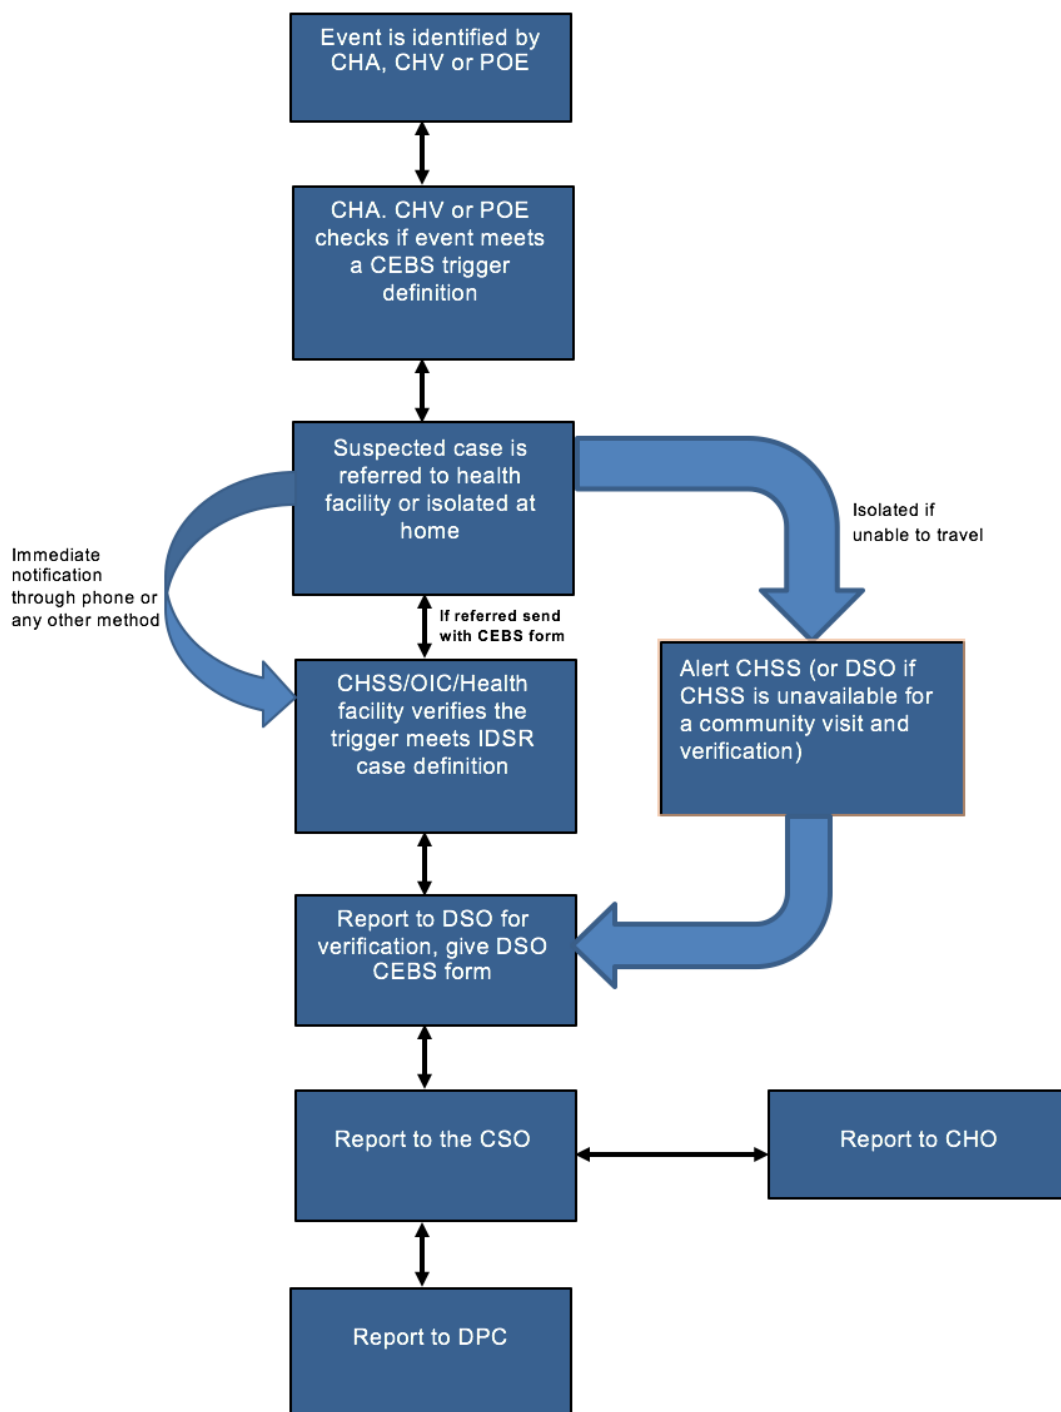 Event is identified by
CHA, CHV or POE
CHA. CHV or POE
checks if event meets
a CEBS trigger
definition
Suspected case is
referred to health
facility or isolated at
home
Isolated if
unable to travel
Immediate
notification
through phone or
any other method
If referred send
with CEBS form
CHSS/OIC/Health
facility verifies the
trigger meets IDSR
case definition
Alert CHSS (or DSO if
CHSS is unavailable for
a community visit and
verification)
Report to DSO for
verification, give DSO
CEBS form
Report to the CSO
Report to CHO
Report to DPC